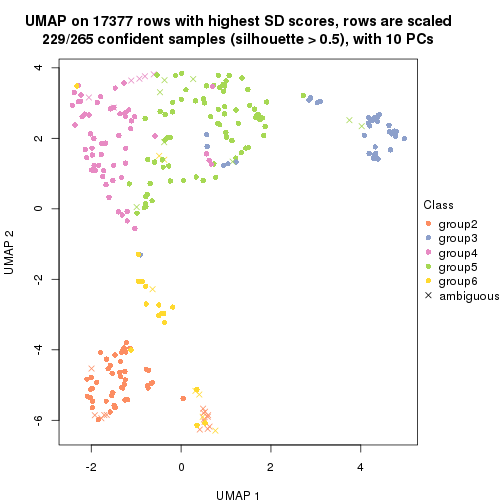 UMAP on 17377 rows with highest SD scores, rows are scaled
229/265 confident samples (silhouette > 0.5), with 10 PCs
4
2
0
-2
-4
-6
UMAP 2
-2
0
2
4
UMAP 1
Class
group2
group3
group4
group5
group6
ambiguous